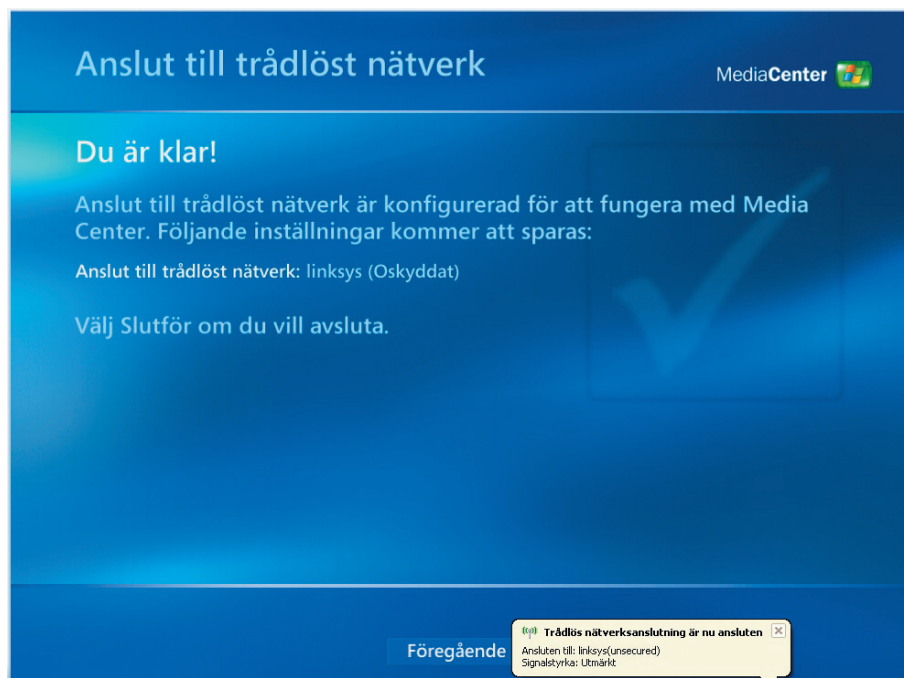 Anslut till trådlöst nätverk
MediaCenter
Du är klar!
Anslut till trådlöst nätverk är konfigurerad för att fungera med Media
Center. Följande inställningar kommer att sparas:
Anslut till trådlöst nätverk: linksys (Oskyddat)
Välj Slutför om du vill avsluta.
Föregående
Trådlös nätverksanslutning är nu ansluten
Ansluten till: linksys(unsecured)
Signalstyrka: Utmärkt